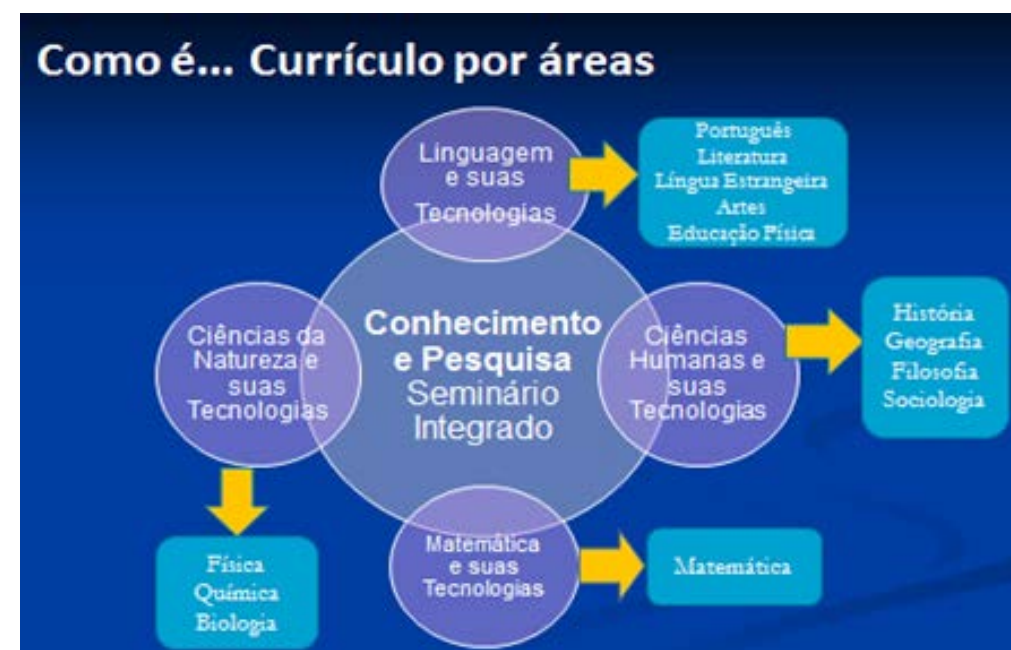 Como é... Currículo por áreas
Linguagem
e suas
Tecnologias
Português
Literatura
Língua Estrangeira
Artes
Educação Física
Ciências da
Natureza e
suas
Tecnologias
Conhecimento
e Pesquisa
Seminário
Integrado
Ciências
Humanas e
suas
Tecnologias
História
Geografia
Filosofia
Sociologia
Matemática
e suas
Tecnologias
Matemática
Física
Química
Biologia